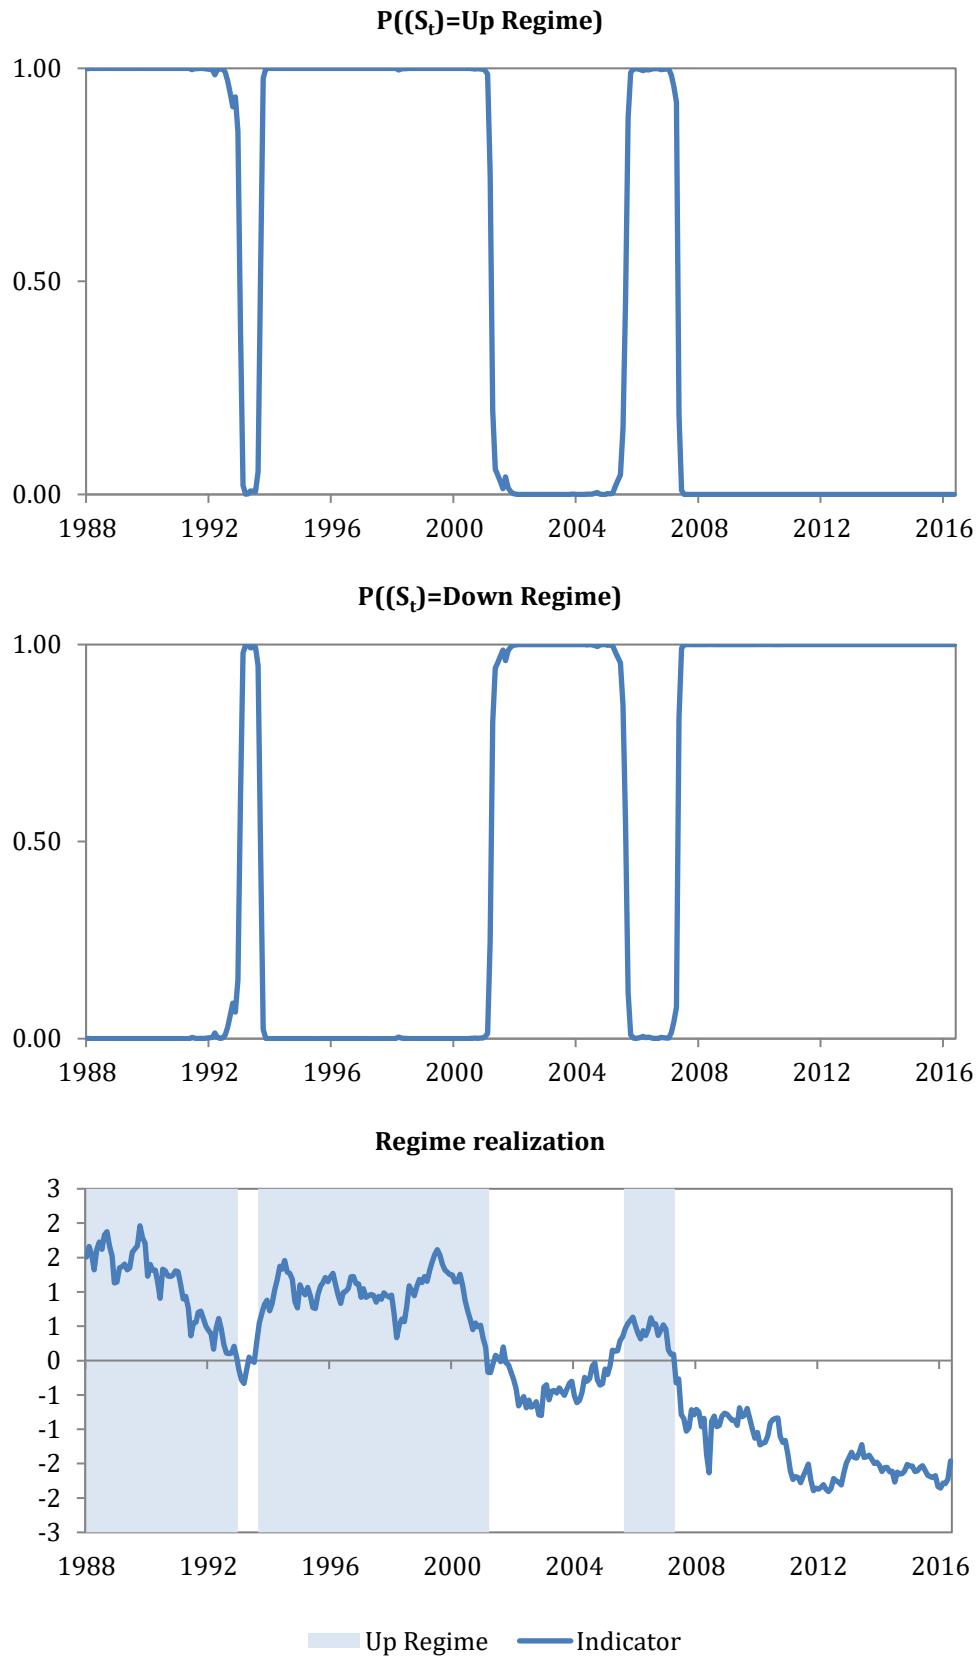 P((Sₜ)=Up Regime)
1.00
0.50
0.00
1988 1992 1996 2000 2004 2008 2012 2016
P((Sₜ)=Down Regime)
1.00
0.50
0.00
1988 1992 1996 2000 2004 2008 2012 2016
Regime realization
3
2
2
1
1
0
-1
-1
-2
-2
-3
1988 1992 1996 2000 2004 2008 2012 2016
Up Regime Indicator